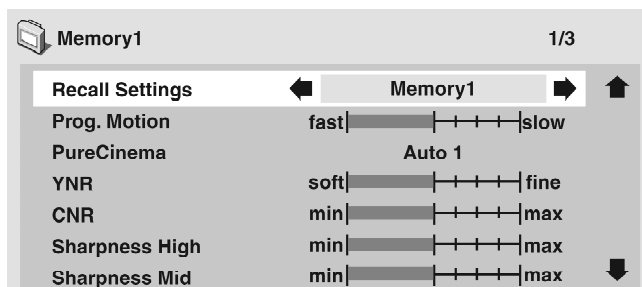 Memory1 1/3
Recall Settings Memory1
Prog. Motion fast slow
PureCinema Auto 1
YNR soft fine
CNR min max
Sharpness High min max
Sharpness Mid min max